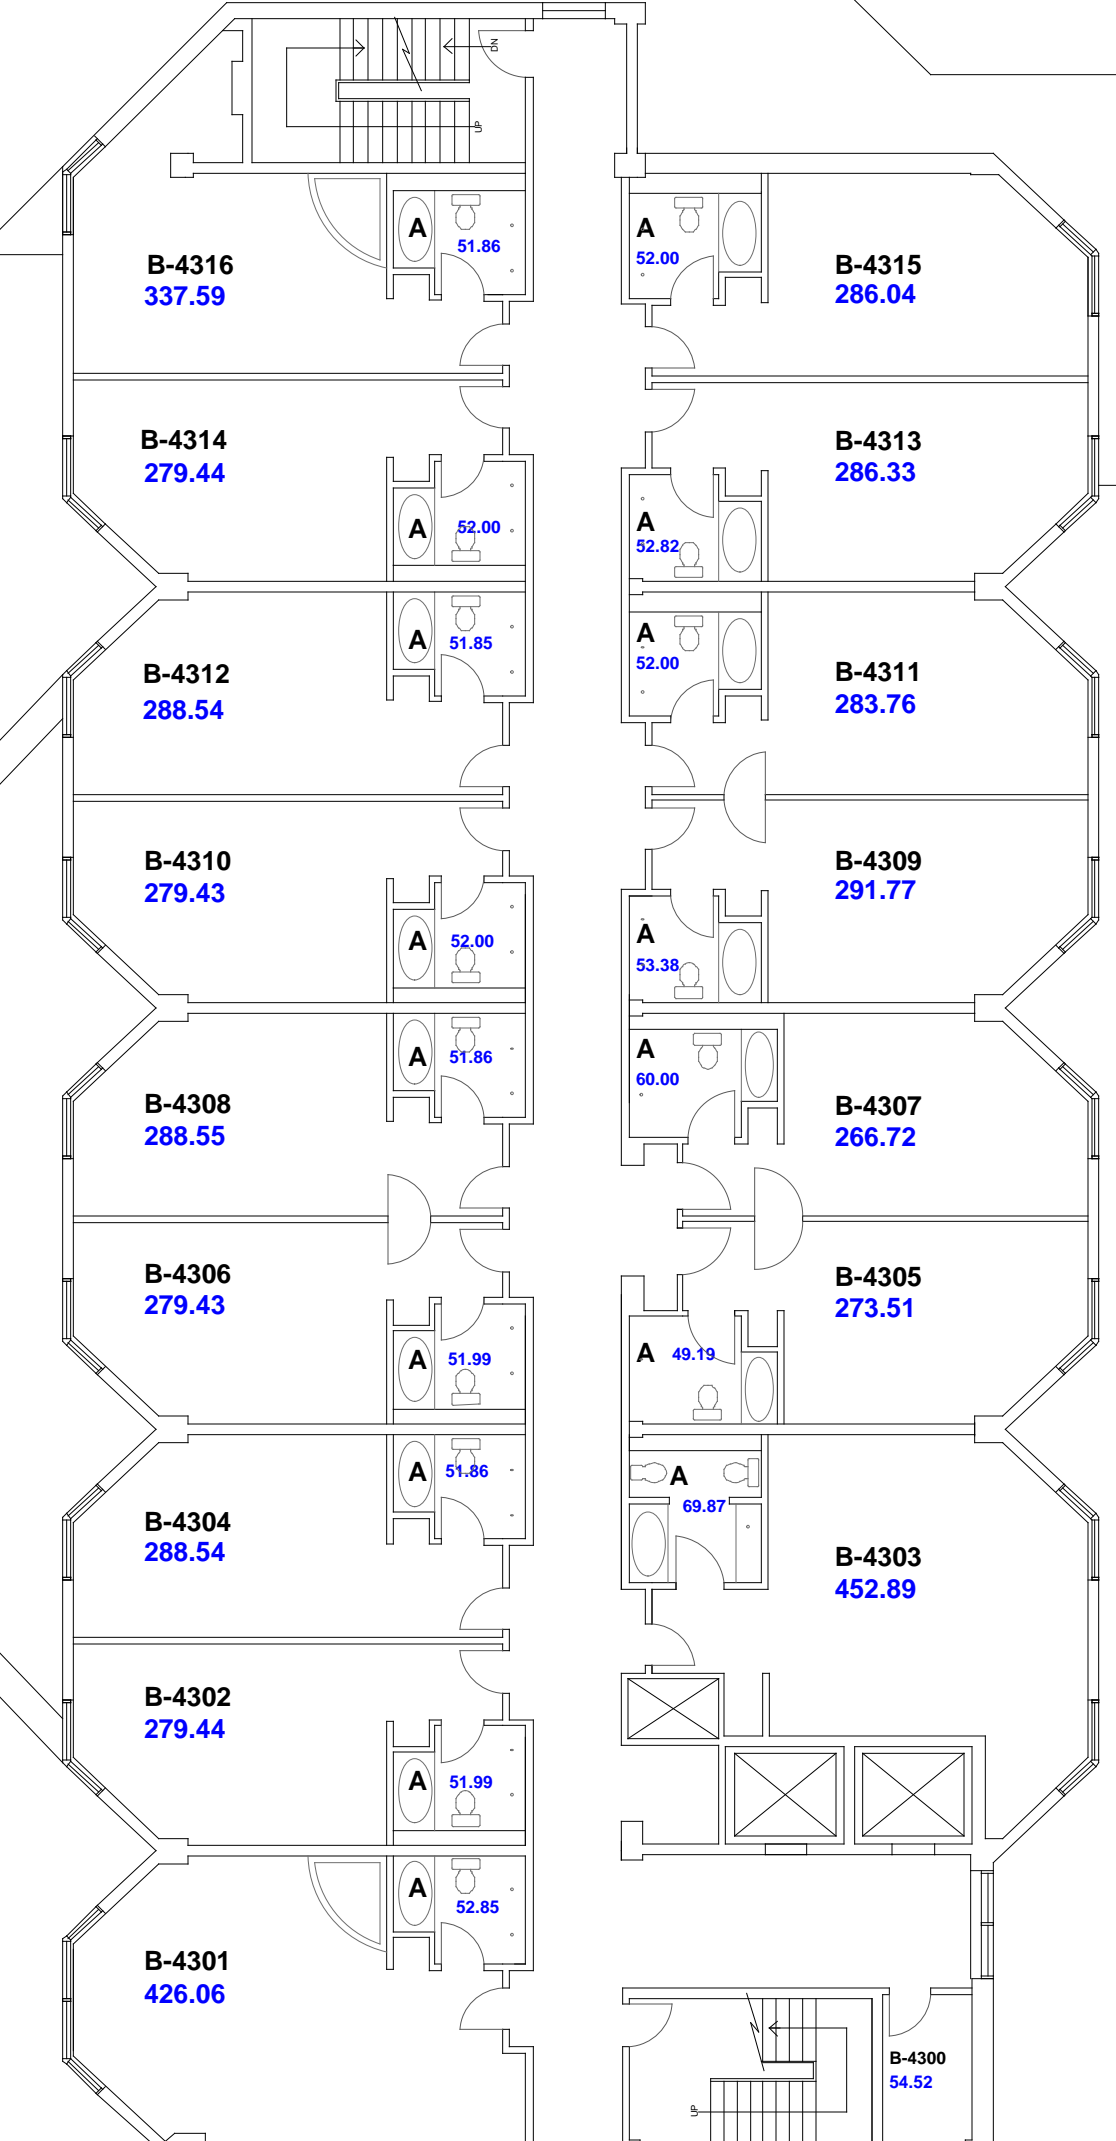 DN
UP
A
51.86
A
52.00
B-4316
337.59
B-4315
286.04
B-4314
279.44
B-4313
286.33
A
52.00
A
52.82
A
51.85
A
52.00
B-4312
288.54
B-4311
283.76
B-4310
279.43
B-4309
291.77
A
52.00
A
53.38
A
51.86
A
60.00
B-4308
288.55
B-4307
266.72
B-4306
279.43
B-4305
273.51
A
51.99
A
49.19
A
51.86
A
69.87
B-4304
288.54
B-4303
452.89
B-4302
279.44
A
51.99
A
52.85
B-4301
426.06
B-4300
54.52
UP